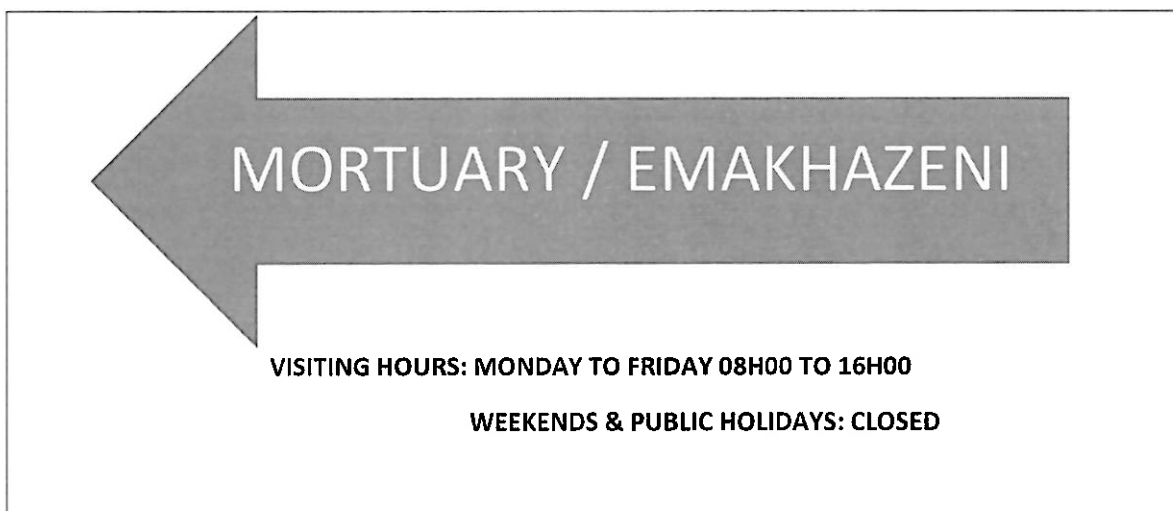 MORTUARY / EMAKHAZENI
VISITING HOURS: MONDAY TO FRIDAY 08H00 TO 16H00
WEEKENDS & PUBLIC HOLIDAYS: CLOSED